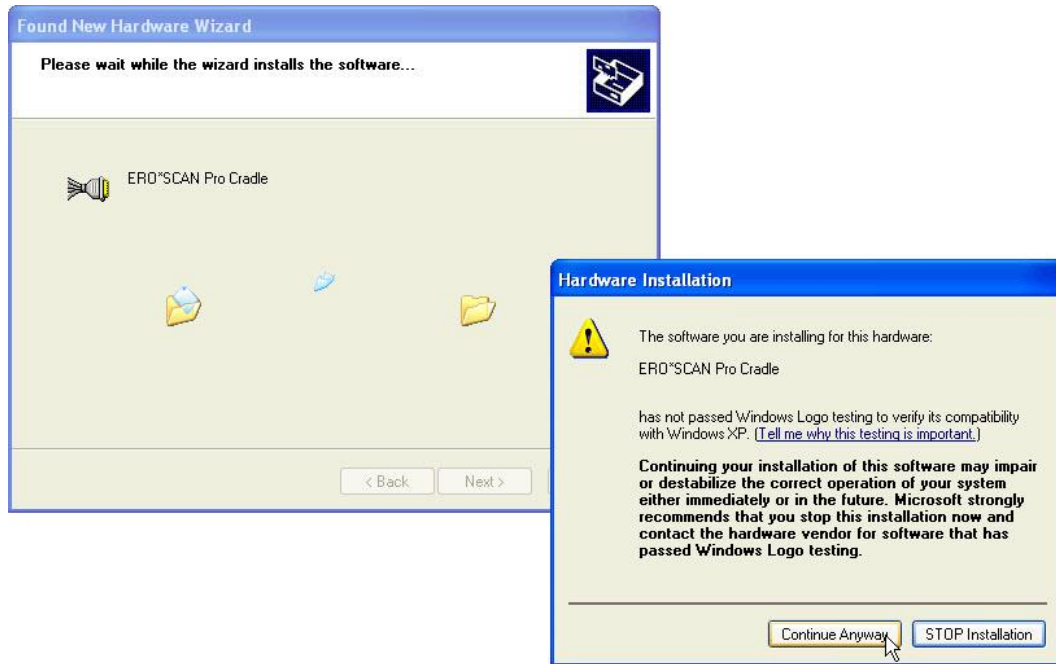 Found New Hardware Wizard
Please wait while the wizard installs the software...
ERO*SCAN Pro Cradle
< Back
Next >
Hardware Installation
The software you are installing for this hardware:
ERO*SCAN Pro Cradle
has not passed Windows Logo testing to verify its compatibility
with Windows XP. (Tell me why this testing is important.)
Continuing your installation of this software may impair
or destabilize the correct operation of your system
either immediately or in the future. Microsoft strongly
recommends that you stop this installation now and
contact the hardware vendor for software that has
passed Windows Logo testing.
Continue Anyway
STOP Installation